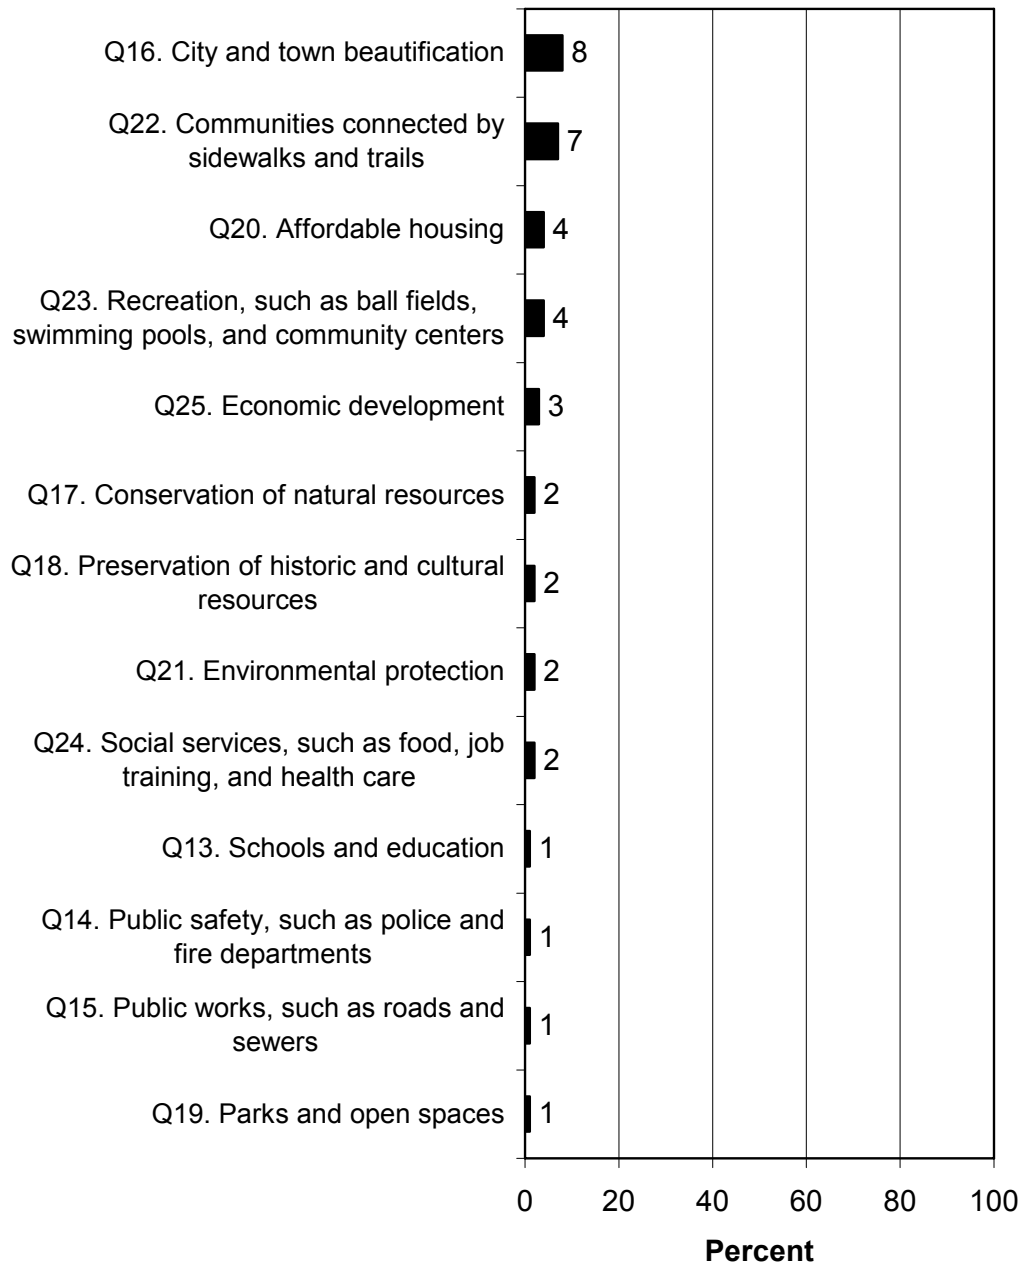 Q16. City and town beautification
8
Q22. Communities connected by
sidewalks and trails
7
Q20. Affordable housing
4
Q23. Recreation, such as ball fields,
swimming pools, and community centers
4
Q25. Economic development
3
Q17. Conservation of natural resources
2
Q18. Preservation of historic and cultural
resources
2
Q21. Environmental protection
2
Q24. Social services, such as food, job
training, and health care
2
Q13. Schools and education
1
Q14. Public safety, such as police and
fire departments
1
Q15. Public works, such as roads and
sewers
1
Q19. Parks and open spaces
1
0 20 40 60 80 100
Percent